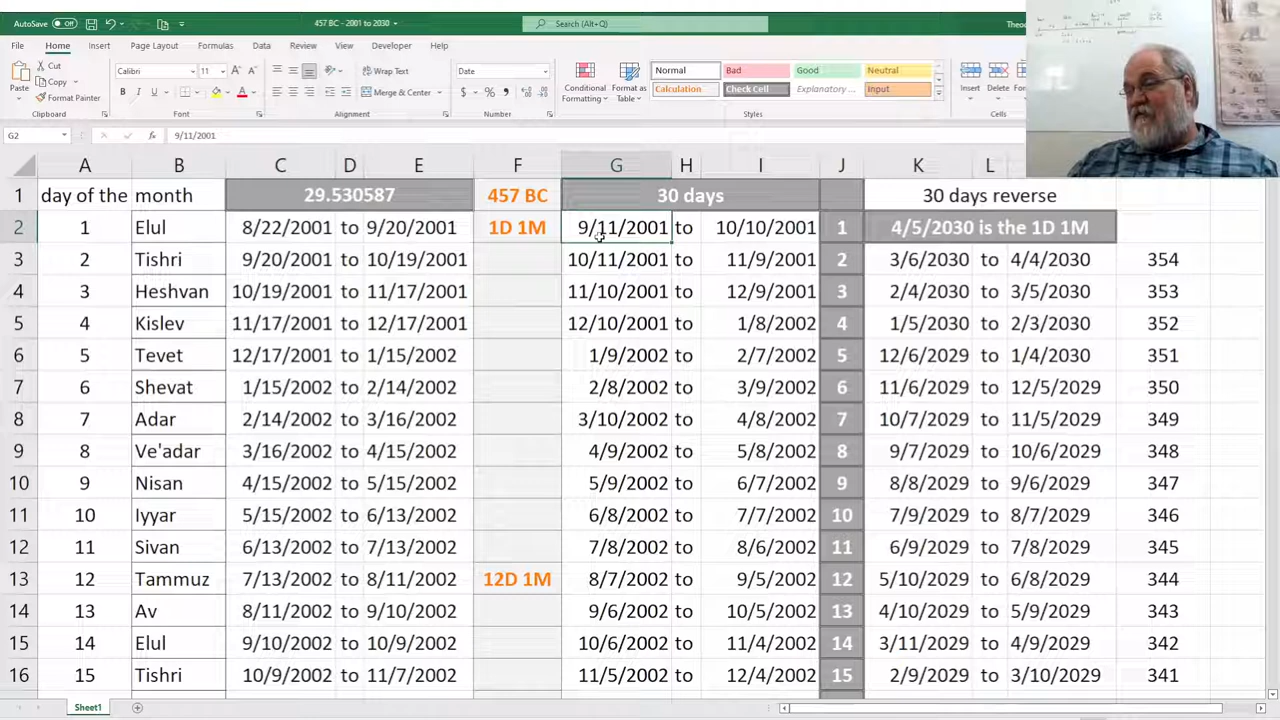 AutoSave Off 457 BC - 2001 to 2030 Search (Alt+Q) Theod
File Home Insert Page Layout Formulas Data Review View Developer Help
Paste Cut Copy Format Painter Calibri 11 Wrap Text Merge & Center Date Conditional Formatting Format as Table Normal Bad Good Neutral Calculation Check Cell Explanatory ... Input Insert Delete Forma
Clipboard Font Alignment Number Styles Cells
G2 9/11/2001
A B C D E F G H I J K L
1 day of the month 29.530587 457 BC 30 days 30 days reverse
2 1 Elul 8/22/2001 to 9/20/2001 1D 1M 9/11/2001 to 10/10/2001 1 4/5/2030 is the 1D 1M
3 2 Tishri 9/20/2001 to 10/19/2001 10/11/2001 to 11/9/2001 2 3/6/2030 to 4/4/2030 354
4 3 Heshvan 10/19/2001 to 11/17/2001 11/10/2001 to 12/9/2001 3 2/4/2030 to 3/5/2030 353
5 4 Kislev 11/17/2001 to 12/17/2001 12/10/2001 to 1/8/2002 4 1/5/2030 to 2/3/2030 352
6 5 Tevet 12/17/2001 to 1/15/2002 1/9/2002 to 2/7/2002 5 12/6/2029 to 1/4/2030 351
7 6 Shevat 1/15/2002 to 2/14/2002 2/8/2002 to 3/9/2002 6 11/6/2029 to 12/5/2029 350
8 7 Adar 2/14/2002 to 3/16/2002 3/10/2002 to 4/8/2002 7 10/7/2029 to 11/5/2029 349
9 8 Ve'adar 3/16/2002 to 4/15/2002 4/9/2002 to 5/8/2002 8 9/7/2029 to 10/6/2029 348
10 9 Nisan 4/15/2002 to 5/15/2002 5/9/2002 to 6/7/2002 9 8/8/2029 to 9/6/2029 347
11 10 Iyyar 5/15/2002 to 6/13/2002 6/8/2002 to 7/7/2002 10 7/9/2029 to 8/7/2029 346
12 11 Sivan 6/13/2002 to 7/13/2002 7/8/2002 to 8/6/2002 11 6/9/2029 to 7/8/2029 345
13 12 Tammuz 7/13/2002 to 8/11/2002 12D 1M 8/7/2002 to 9/5/2002 12 5/10/2029 to 6/8/2029 344
14 13 Av 8/11/2002 to 9/10/2002 9/6/2002 to 10/5/2002 13 4/10/2029 to 5/9/2029 343
15 14 Elul 9/10/2002 to 10/9/2002 10/6/2002 to 11/4/2002 14 3/11/2029 to 4/9/2029 342
16 15 Tishri 10/9/2002 to 11/7/2002 11/5/2002 to 12/4/2002 15 2/9/2029 to 3/10/2029 341
Sheet1